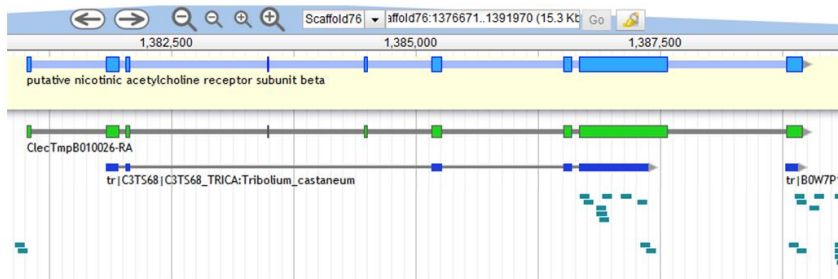 Scaffold76 affold76:1376671..1391970 (15.3 Kb Go
1,382,500 1,385,000 1,387,500
putative nicotinic acetylcholine receptor subunit beta
ClecTmpB010026-RA
tr|C3TS68|C3TS68_TRICA:Tribolium_castaneum tr|B0W7P